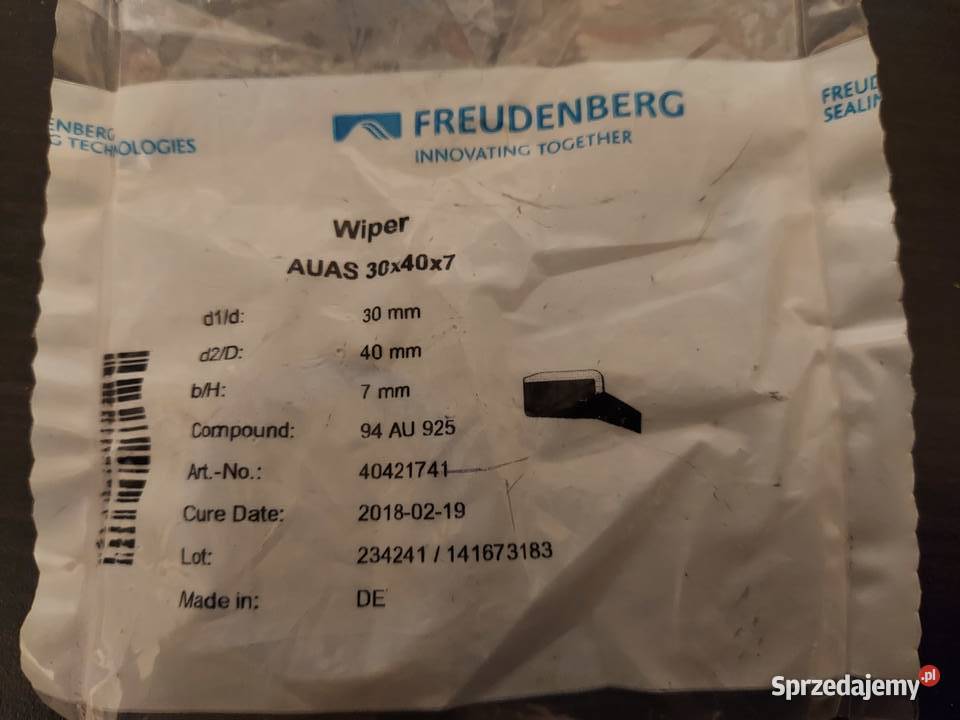 ENBERG
G TECHNOLOGIES
FREUDENBERG
INNOVATING TOGETHER
FREUD
SEALIN
Wiper
AUAS 30x40x7
d1/d: 30 mm
d2/D: 40 mm
b/H: 7 mm
Compound: 94 AU 925
Art.-No.: 40421741
Cure Date: 2018-02-19
Lot: 234241 / 141673183
Made in: DE
Sprzedajemy.pl